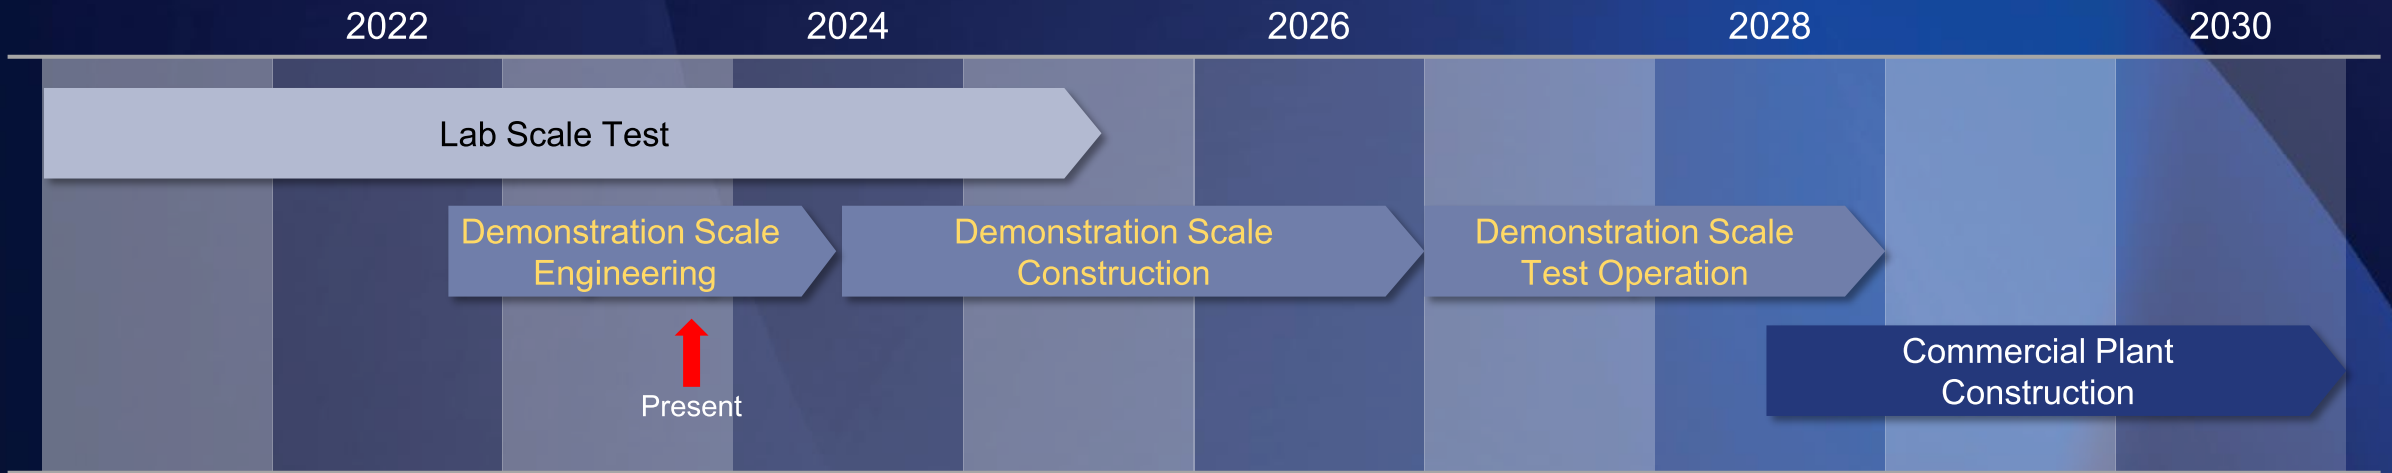 2022 2024 2026 2028 2030
Lab Scale Test
Demonstration Scale
Engineering
Demonstration Scale
Construction
Demonstration Scale
Test Operation
Present
Commercial Plant
Construction